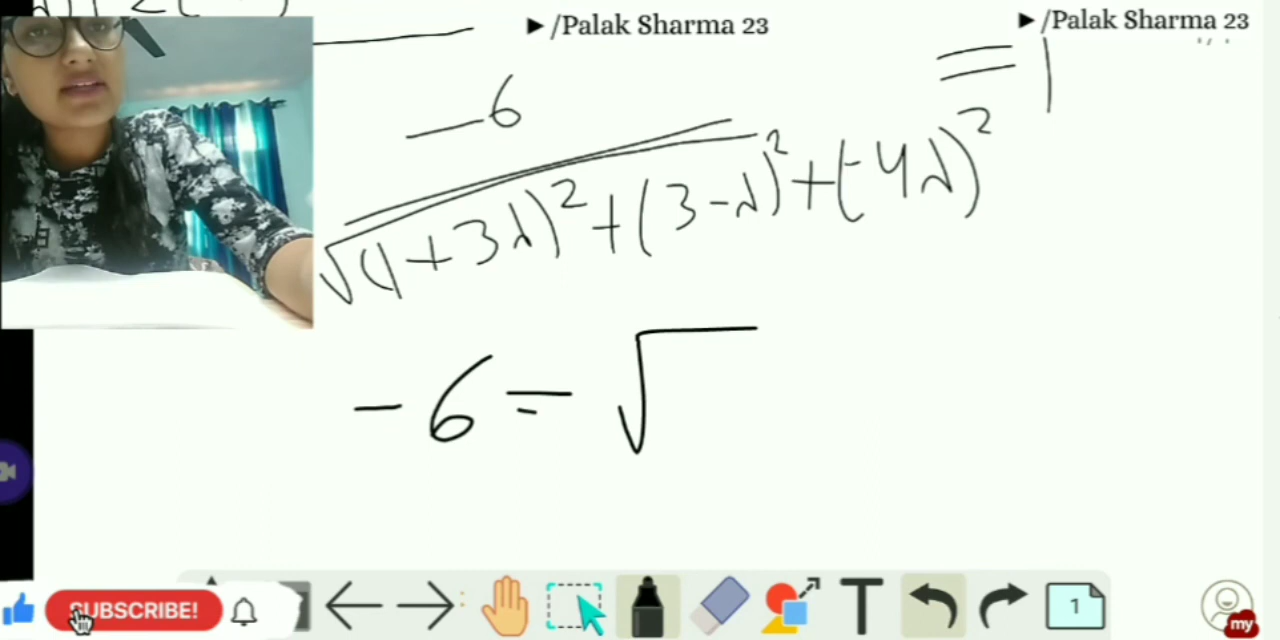 ▶ /Palak Sharma 23
▶ /Palak Sharma 23
-6
= 1
√(1+3λ)²+(3-λ)²+(-4λ)²
-6 = √
1
SUBSCRIBE!
T
my